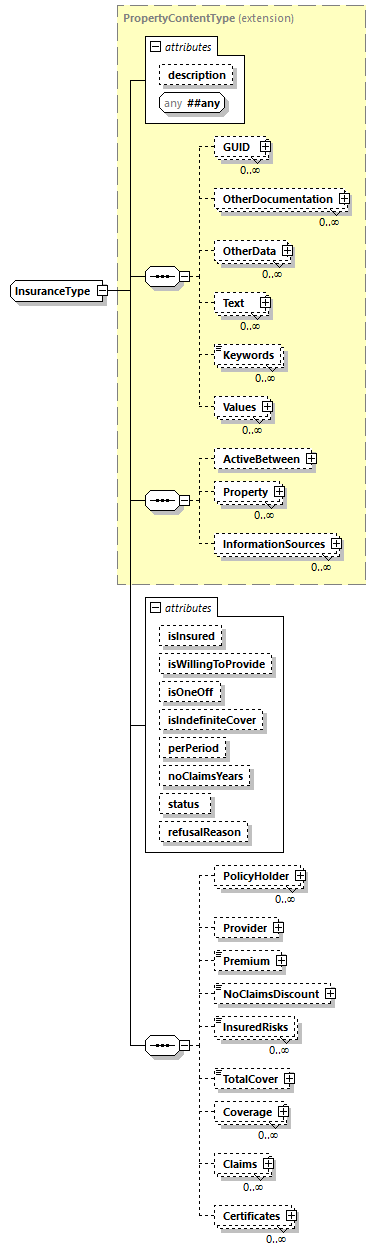 PropertyContentType (extension)
attributes
description
any ##any
GUID
0..∞
OtherDocumentation
0..∞
OtherData
0..∞
InsuranceType
Text
0..∞
Keywords
0..∞
Values
0..∞
ActiveBetween
Property
0..∞
InformationSources
0..∞
attributes
isInsured
isWillingToProvide
isOneOff
isIndefiniteCover
perPeriod
noClaimsYears
status
refusalReason
PolicyHolder
0..∞
Provider
Premium
NoClaimsDiscount
InsuredRisks
0..∞
TotalCover
Coverage
0..∞
Claims
0..∞
Certificates
0..∞